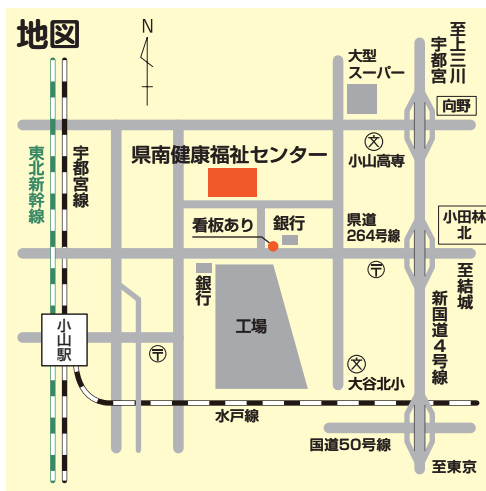 地図
N
至上三川
宇都宮
大型
スーパー
向野
文
小山高専
東北新幹線
宇都宮線
県南健康福祉センター
看板あり
銀行
県道
264号線
小田林
北
〒
至結城
銀行
工場
新国道4号線
小山駅
〒
文
大谷北小
水戸線
国道50号線
至東京